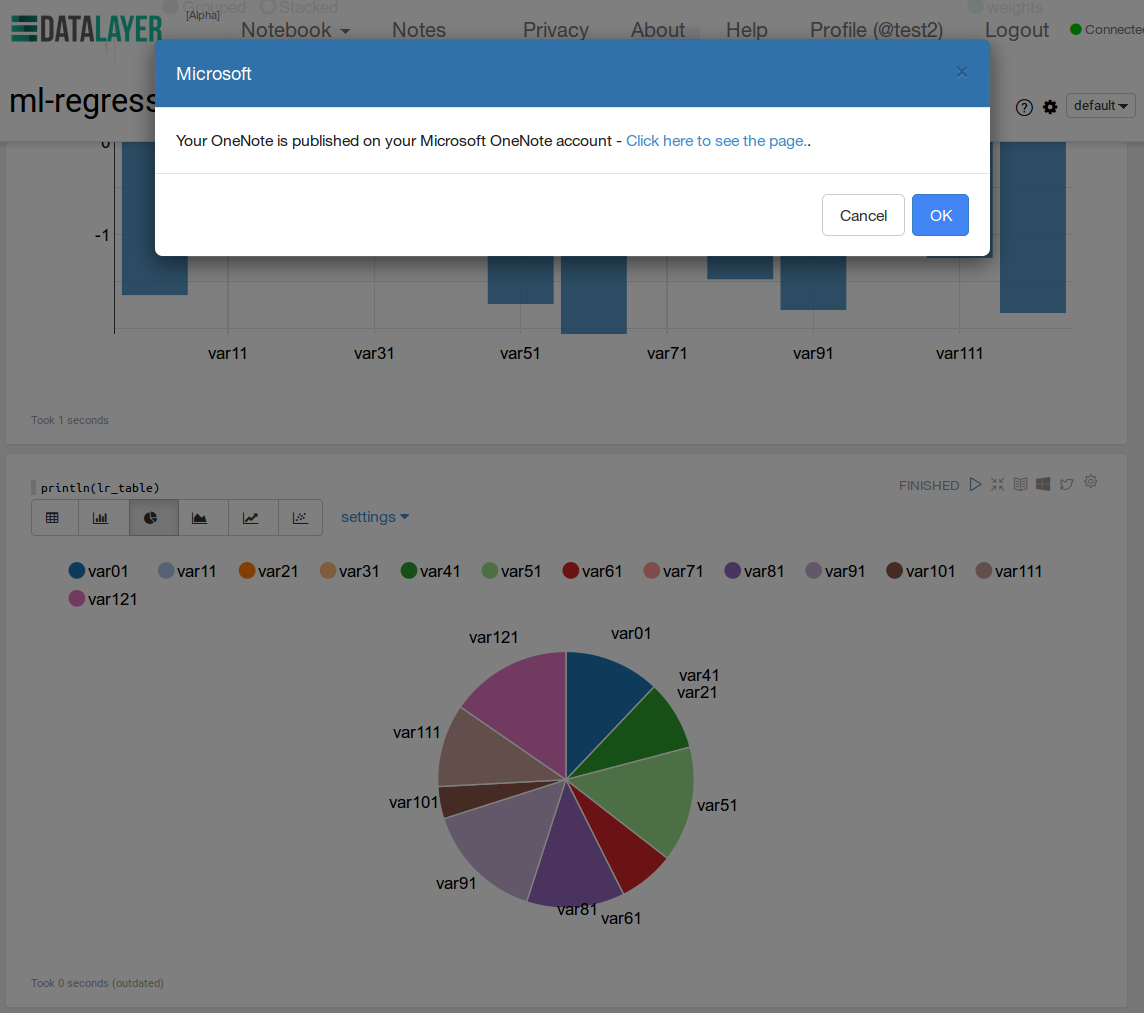 Grouped Stacked weights
DATALAYER [Alpha]
Notebook Notes Privacy About Help Profile (@test2) Logout Connected
Microsoft ×
ml-regress
default
Your OneNote is published on your Microsoft OneNote account - Click here to see the page..
Cancel OK
0
-1
var11 var31 var51 var71 var91 var111
Took 1 seconds
println(lr_table)
FINISHED
settings
var01 var11 var21 var31 var41 var51 var61 var71 var81 var91 var101 var111
var121
var121 var01
var41
var21
var111
var101 var51
var91
var81 var61
Took 0 seconds (outdated)